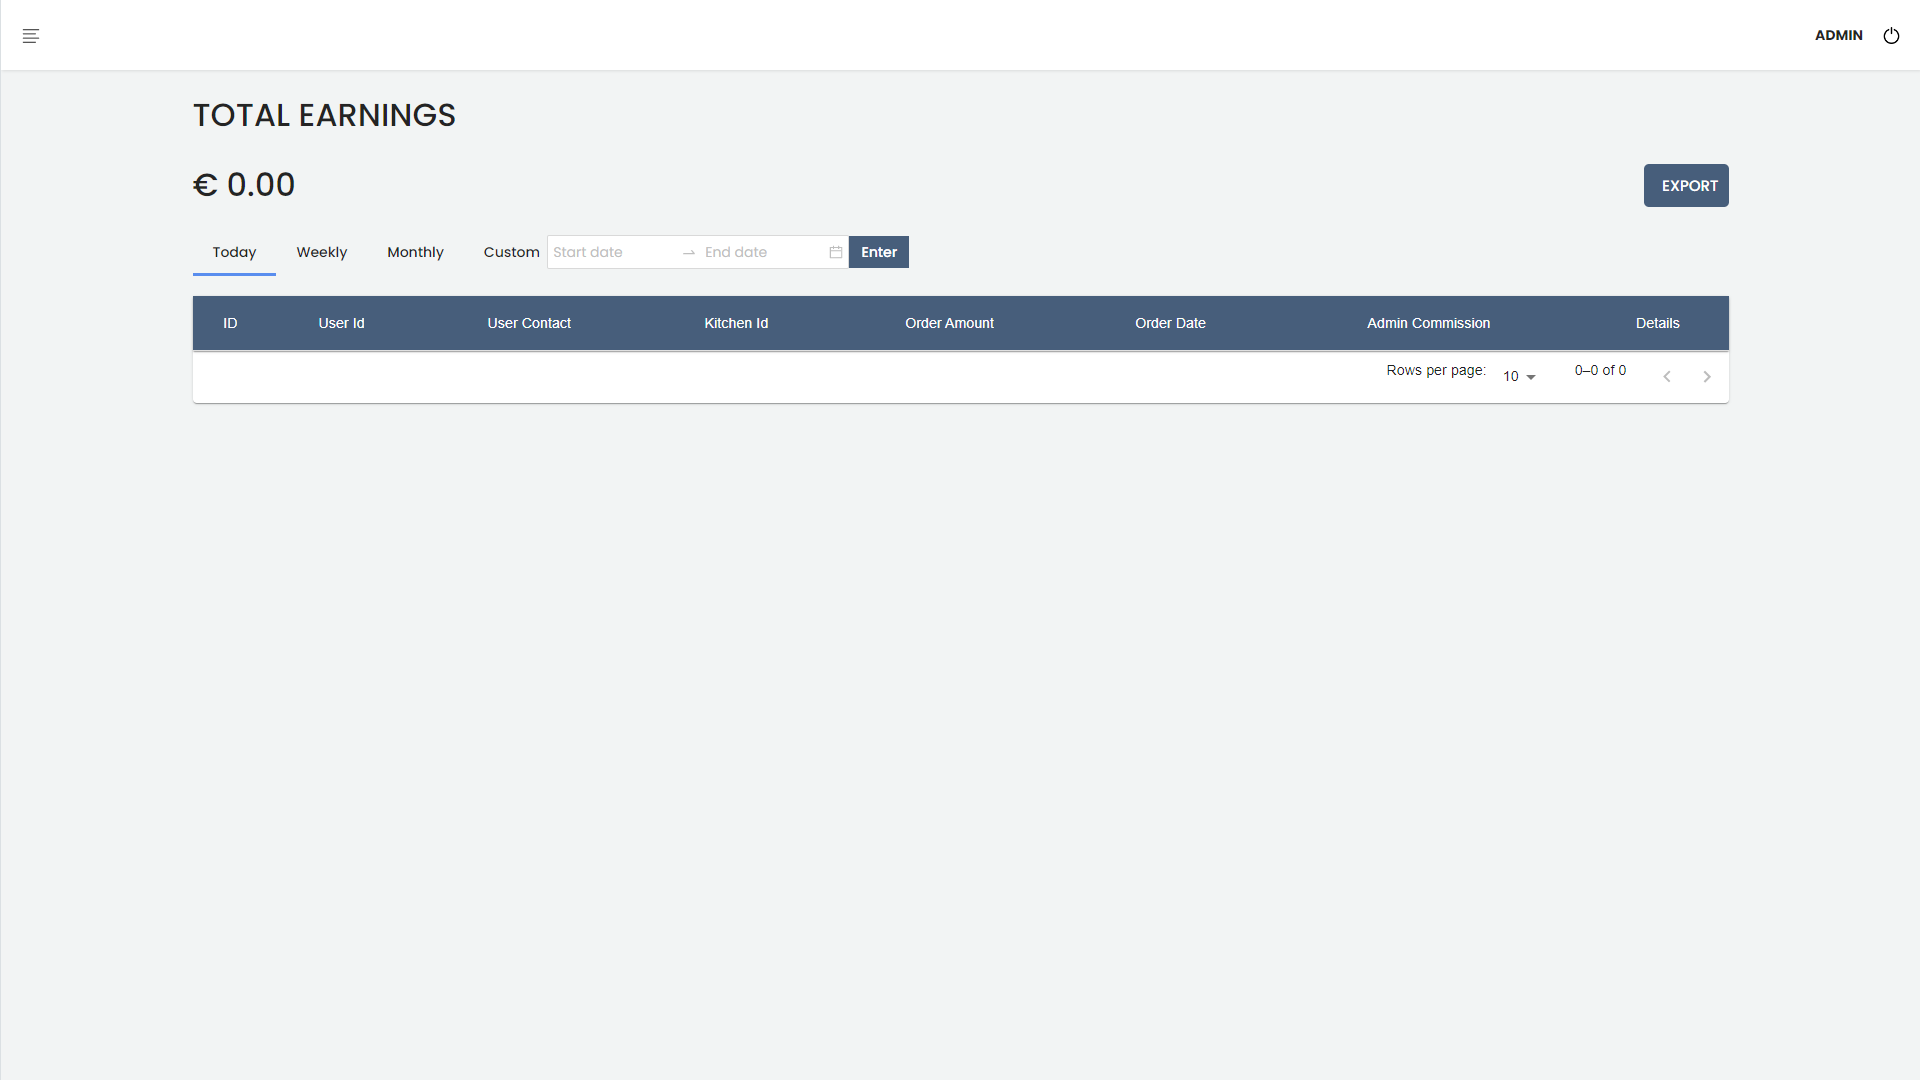 ADMIN
TOTAL EARNINGS
€ 0.00
EXPORT
Today Weekly Monthly Custom Start date End date Enter
ID User Id User Contact Kitchen Id Order Amount Order Date Admin Commission Details
Rows per page: 10 0–0 of 0